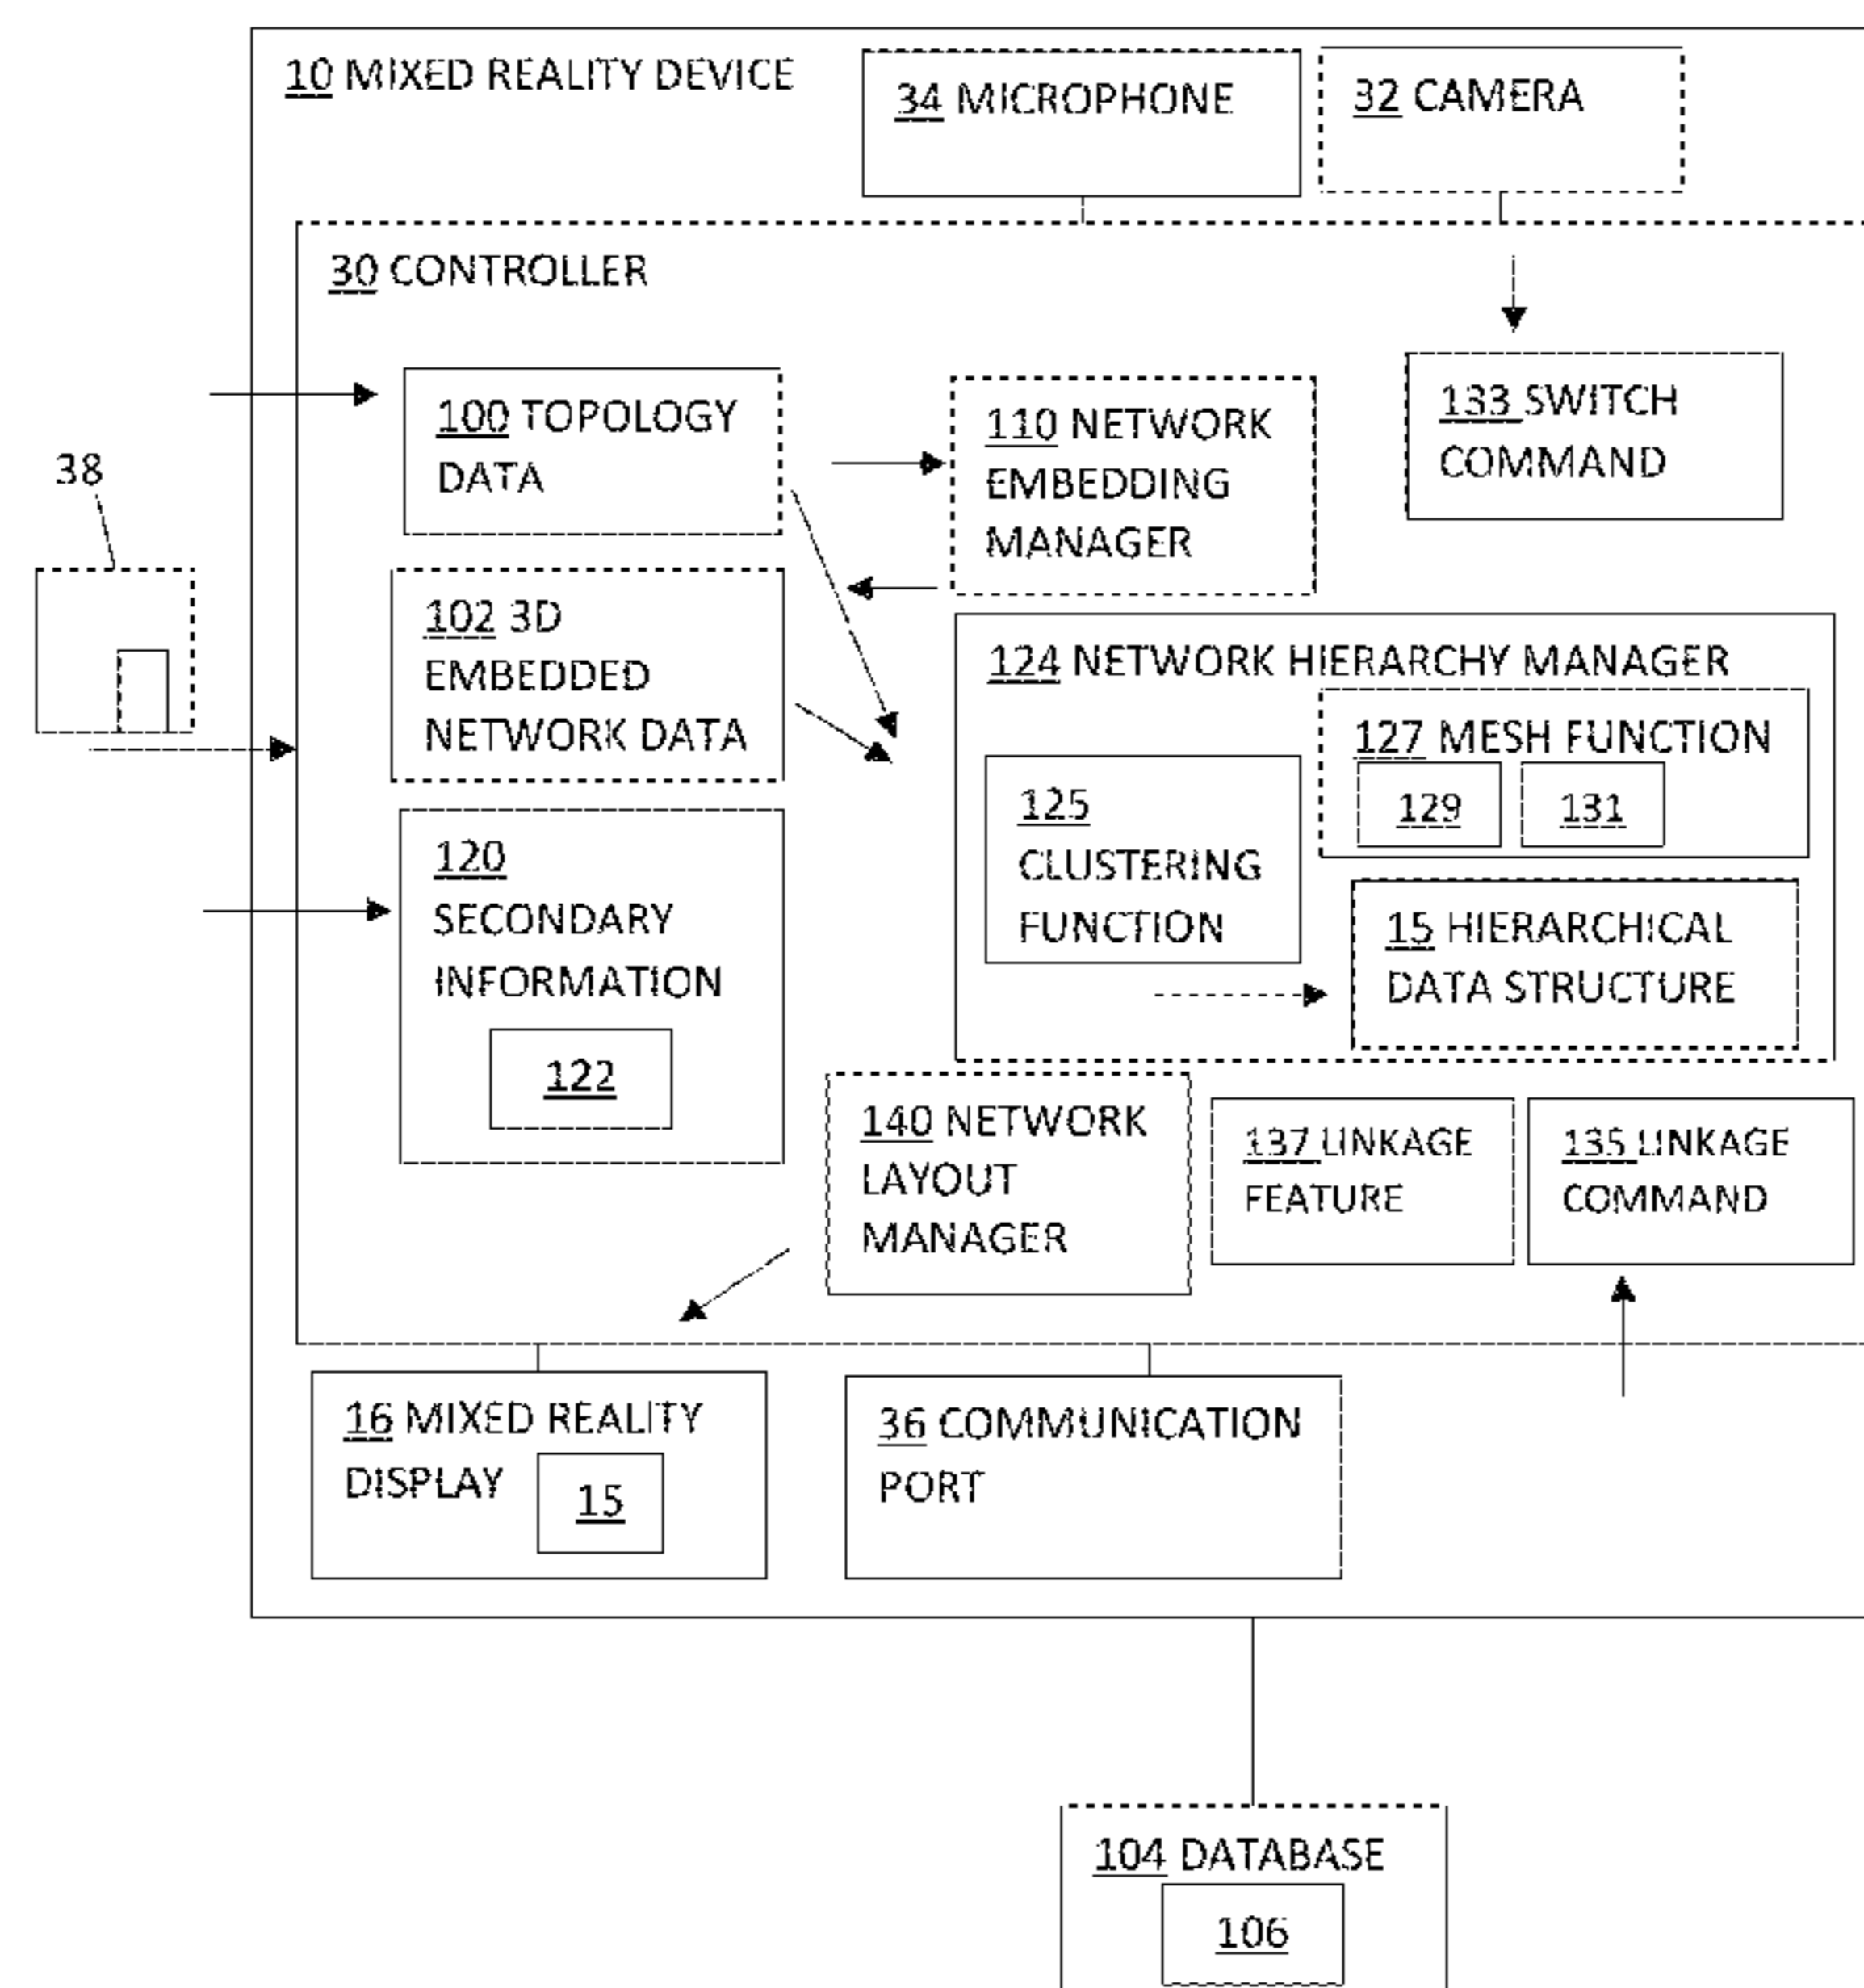 10 MIXED REALITY DEVICE
34 MICROPHONE
32 CAMERA
30 CONTROLLER
100 TOPOLOGY
DATA
110 NETWORK
EMBEDDING
MANAGER
133 SWITCH
COMMAND
38
102 3D
EMBEDDED
NETWORK DATA
124 NETWORK HIERARCHY MANAGER
127 MESH FUNCTION
129
131
125
CLUSTERING
FUNCTION
15 HIERARCHICAL
DATA STRUCTURE
120
SECONDARY
INFORMATION
122
140 NETWORK
LAYOUT
MANAGER
137 LINKAGE
FEATURE
135 LINKAGE
COMMAND
16 MIXED REALITY
DISPLAY
15
36 COMMUNICATION
PORT
104 DATABASE
106